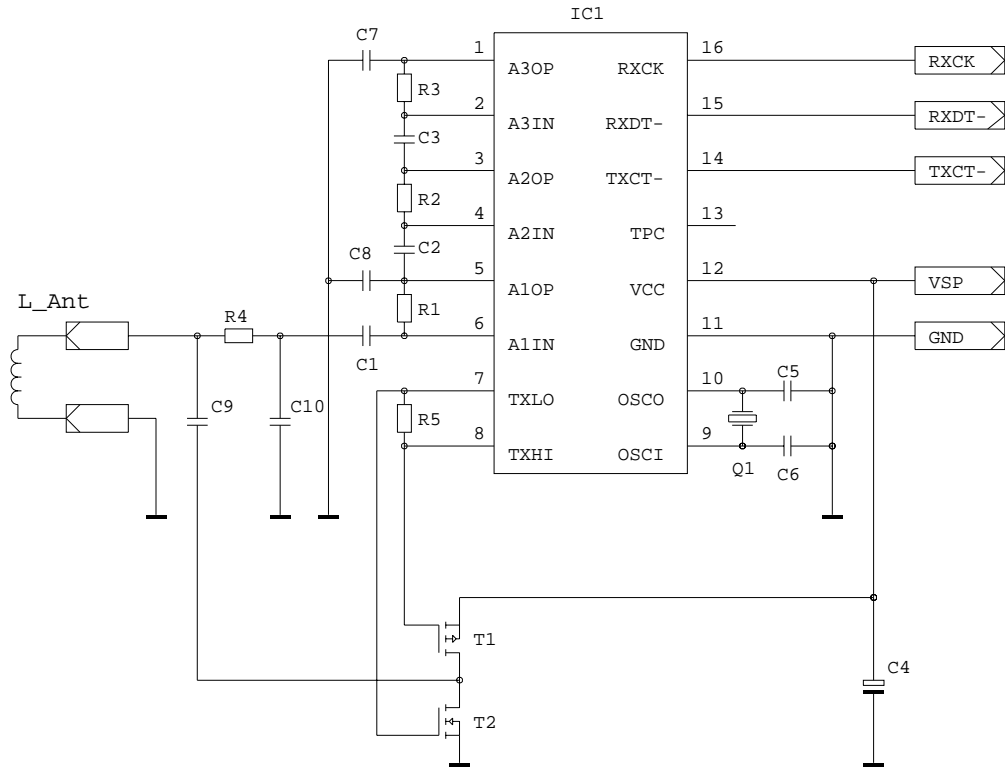 IC1
C7
1
A3OP
RXCK
16
RXCK
R3
2
A3IN
RXDT-
15
RXDT-
C3
3
A2OP
TXCT-
14
TXCT-
R2
4
A2IN
TPC
13
C8
C2
5
A1OP
VCC
12
VSP
L_Ant
R4
R1
C1
6
A1IN
GND
11
GND
C5
7
TXLO
OSCO
10
C9
C10
R5
8
TXHI
OSCI
9
Q1
C6
T1
C4
T2